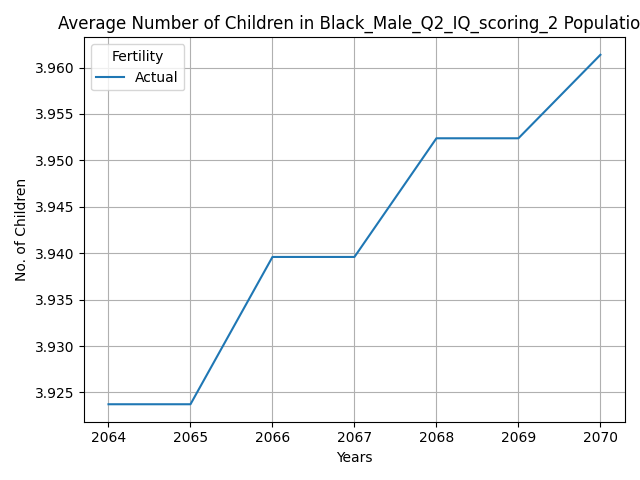 Average Number of Children in Black_Male_Q2_IQ_scoring_2 Populatio
Fertility
Actual
3.960
3.955
3.950
3.945
3.940
3.935
3.930
3.925
No. of Children
2064 2065 2066 2067 2068 2069 2070
Years